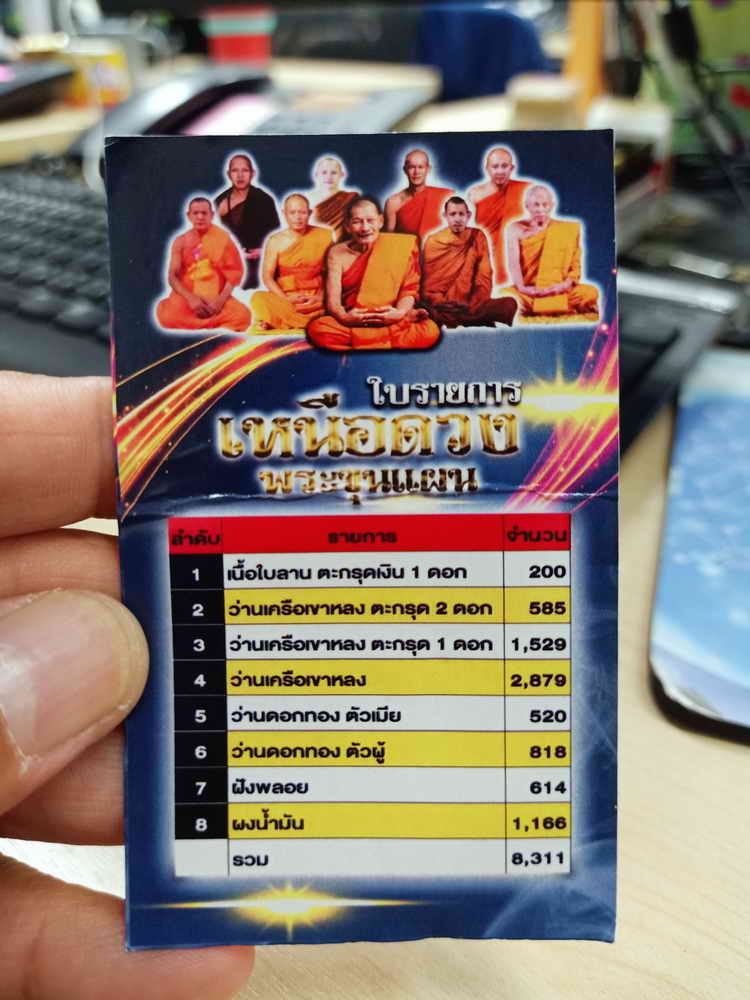 ใบรายการ
เหนือดวง
พระขุนแผน
ลำดับ รายการ จำนวน
1 เนื้อใบลาน ตะกรุดเงิน 1 ดอก 200
2 ว่านเครือเขาหลง ตะกรุด 2 ดอก 585
3 ว่านเครือเขาหลง ตะกรุด 1 ดอก 1,529
4 ว่านเครือเขาหลง 2,879
5 ว่านดอกทอง ตัวเมีย 520
6 ว่านดอกทอง ตัวผู้ 818
7 ฝังพลอย 614
8 ผงน้ำมัน 1,166
รวม 8,311